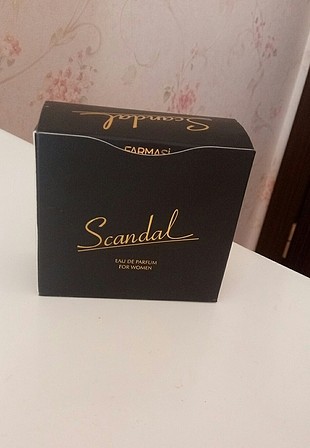 Scandal
FARMASi
Scandal
EAU DE PARFUM
FOR WOMEN